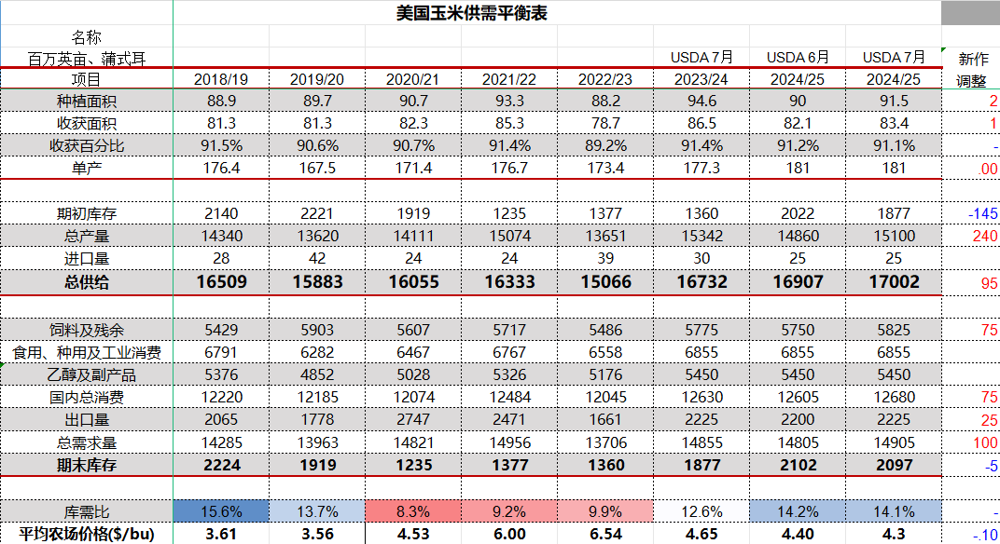 美国玉米供需平衡表
名称
百万英亩、蒲式耳 USDA 7月 USDA 6月 USDA 7月 新作
项目 2018/19 2019/20 2020/21 2021/22 2022/23 2023/24 2024/25 2024/25 调整
种植面积 88.9 89.7 90.7 93.3 88.2 94.6 90 91.5 2
收获面积 81.3 81.3 82.3 85.3 78.7 86.5 82.1 83.4 1
收获百分比 91.5% 90.6% 90.7% 91.4% 89.2% 91.4% 91.2% 91.1% -
单产 176.4 167.5 171.4 176.7 173.4 177.3 181 181 .00
期初库存 2140 2221 1919 1235 1377 1360 2022 1877 -145
总产量 14340 13620 14111 15074 13651 15342 14860 15100 240
进口量 28 42 24 24 39 30 25 25
总供给 16509 15883 16055 16333 15066 16732 16907 17002 95
饲料及残余 5429 5903 5607 5717 5486 5775 5750 5825 75
食用、种用及工业消费 6791 6282 6467 6767 6558 6855 6855 6855
乙醇及副产品 5376 4852 5028 5326 5176 5450 5450 5450
国内总消费 12220 12185 12074 12484 12045 12630 12605 12680 75
出口量 2065 1778 2747 2471 1661 2225 2200 2225 25
总需求量 14285 13963 14821 14956 13706 14855 14805 14905 100
期末库存 2224 1919 1235 1377 1360 1877 2102 2097 -5
库需比 15.6% 13.7% 8.3% 9.2% 9.9% 12.6% 14.2% 14.1% -
平均农场价格($/bu) 3.61 3.56 4.53 6.00 6.54 4.65 4.40 4.3 -.10